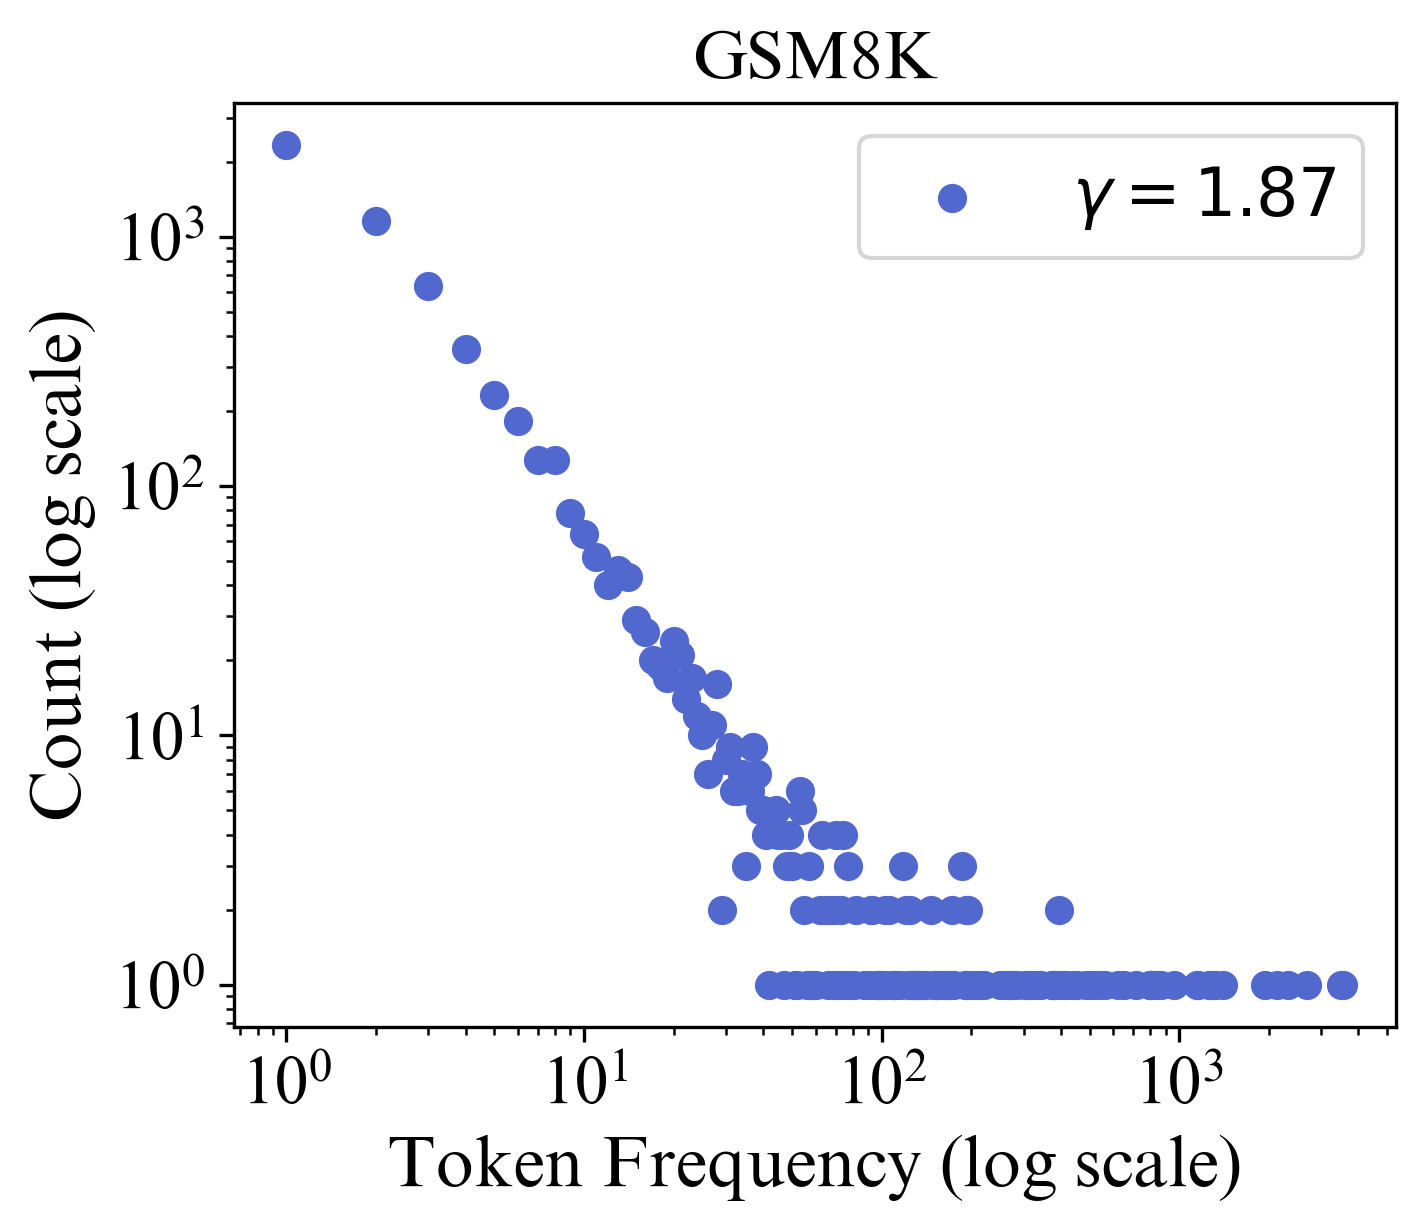 GSM8K
γ = 1.87
Count (log scale)
10³
10²
10¹
10⁰
10⁰ 10¹ 10² 10³
Token Frequency (log scale)